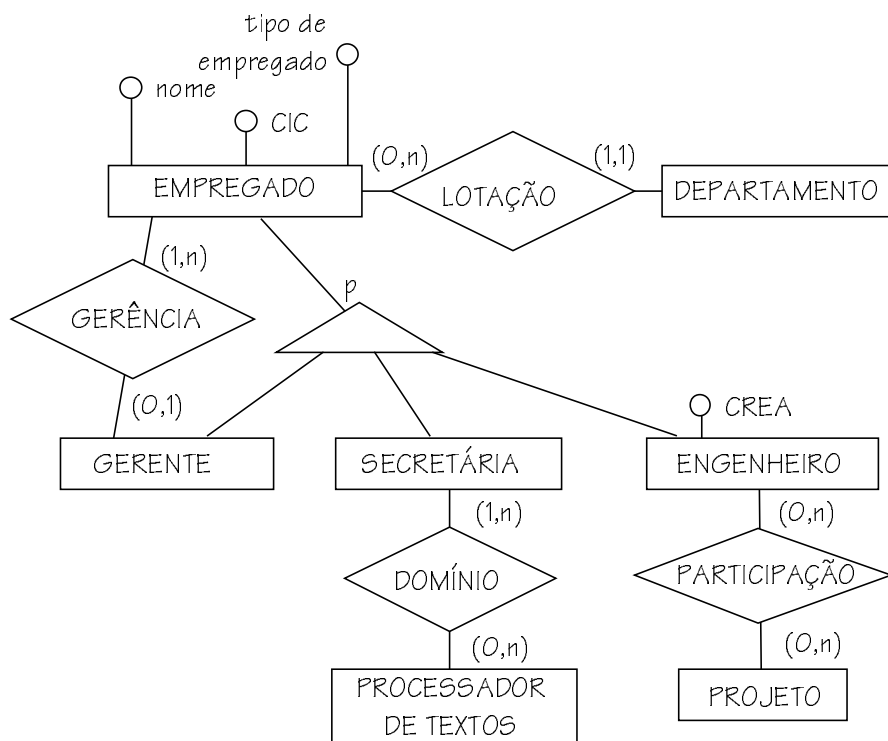 tipo de
empregado
nome
CIC
(0,n)
(1,1)
EMPREGADO
LOTAÇÃO
DEPARTAMENTO
(1,n)
p
GERÊNCIA
(0,1)
CREA
GERENTE
SECRETÁRIA
ENGENHEIRO
(1,n)
(0,n)
DOMÍNIO
PARTICIPAÇÃO
(0,n)
(0,n)
PROCESSADOR
DE TEXTOS
PROJETO